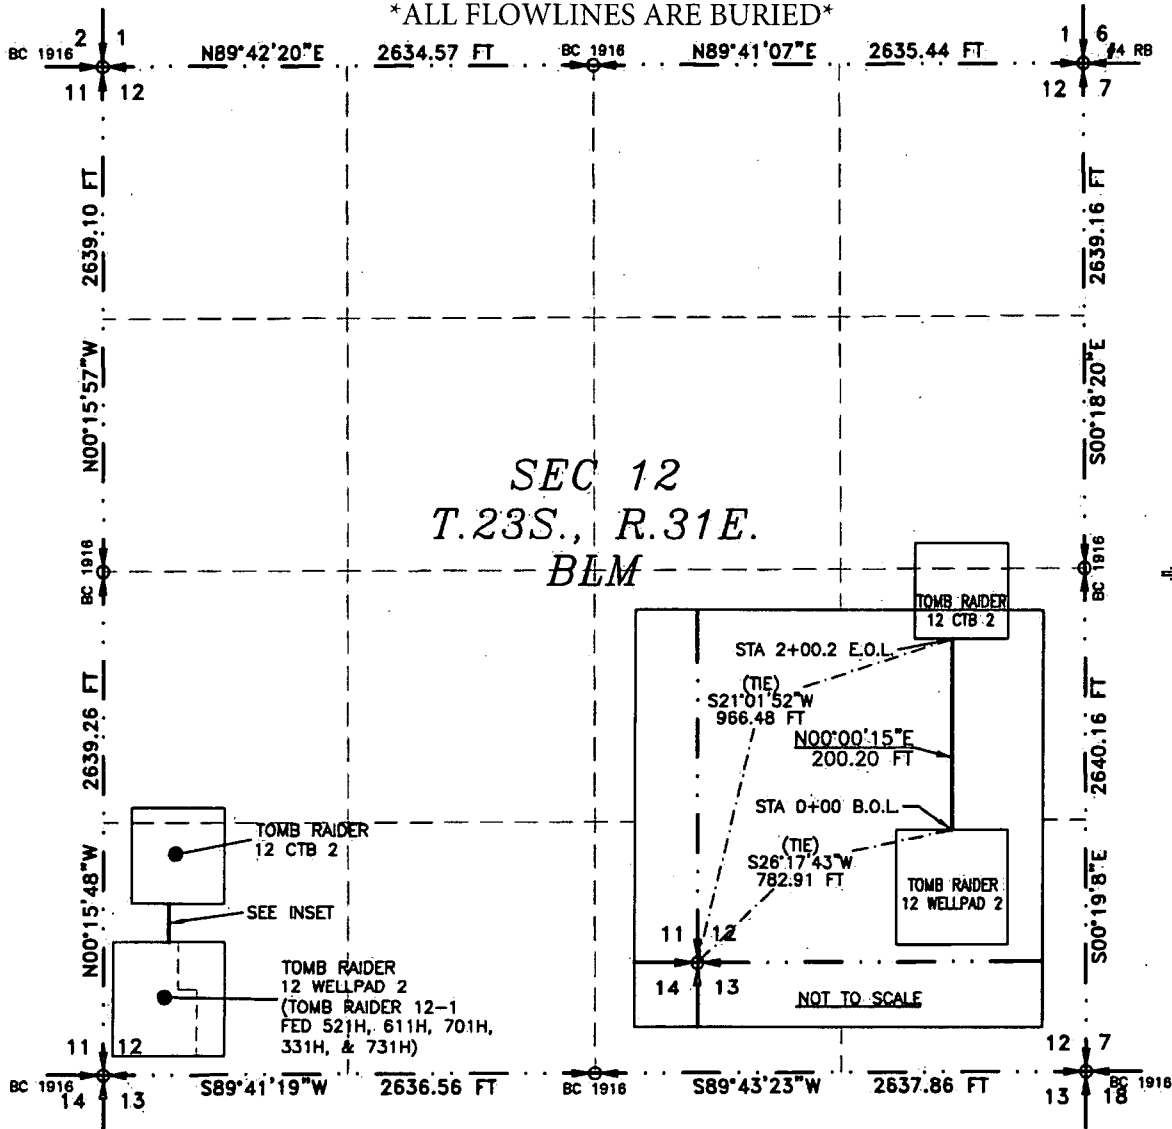 *ALL FLOWLINES ARE BURIED*
2 1
BC 1916
N89°42'20"E 2634.57 FT
BC 1916
N89°41'07"E 2635.44 FT
1 6
#4 RB
11 12
12 7
2639.10 FT
2639.16 FT
N00°15'57"W
S00°18'20"E
SEC 12
T.23S., R.31E.
BLM
BC 1916
BC 1916
TOMB RAIDER
12 CTB 2
STA 2+00.2 E.O.L.
(TIE)
S21°01'52"W
966.48 FT
N00°00'15"E
200.20 FT
2639.26 FT
2640.16 FT
STA 0+00 B.O.L.
(TIE)
S26°17'43"W
782.91 FT
TOMB RAIDER
12 WELLPAD 2
TOMB RAIDER
12 CTB 2
SEE INSET
N00°15'48"W
S00°19'8"E
11 12
14 13
NOT TO SCALE
TOMB RAIDER
12 WELLPAD 2
(TOMB RAIDER 12-1
FED 521H, 611H, 701H,
331H, & 731H)
11 12
12 7
BC 1916
14 13
S89°41'19"W 2636.56 FT
BC 1916
S89°43'23"W 2637.86 FT
13 18
BC 1916